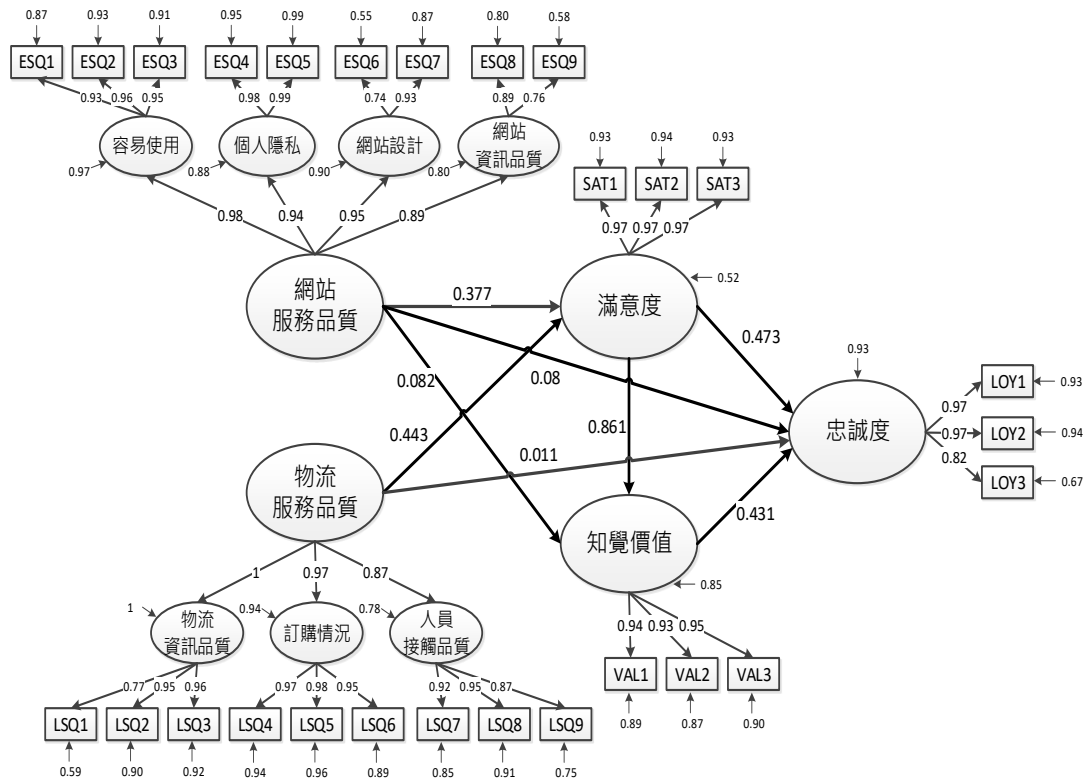 0.87 0.93 0.91 0.95 0.99 0.55 0.87 0.80 0.58
ESQ1 ESQ2 ESQ3 ESQ4 ESQ5 ESQ6 ESQ7 ESQ8 ESQ9
0.93 0.96 0.95 0.98 0.99 0.74 0.93 0.89 0.76
容易使用
個人隱私
網站設計
網站
資訊品質
0.97 0.88 0.90 0.80
0.98 0.94 0.95 0.89
0.93 0.94 0.93
SAT1 SAT2 SAT3
0.97 0.97 0.97
網站
服務品質
滿意度
0.52
0.377
0.473
0.082
0.08
0.443
0.861
0.011
0.431
0.93
忠誠度
0.97 LOY1 0.93
0.97 LOY2 0.94
0.82 LOY3 0.67
物流
服務品質
知覺價值
0.85
1 0.97 0.87
1 0.94 0.78
物流
資訊品質
訂購情況
人員
接觸品質
0.94 0.93 0.95
VAL1 VAL2 VAL3
0.89 0.87 0.90
0.77 0.95 0.96 0.97 0.98 0.95 0.92 0.95 0.87
LSQ1 LSQ2 LSQ3 LSQ4 LSQ5 LSQ6 LSQ7 LSQ8 LSQ9
0.59 0.90 0.92 0.94 0.96 0.89 0.85 0.91 0.75